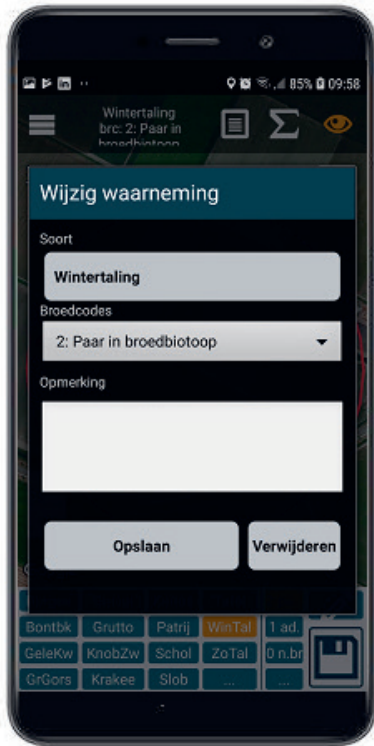 85% 09:58
Wintertaling
brc: 2: Paar in
broedbiotoop
Wijzig waarneming
Soort
Wintertaling
Broedcodes
2: Paar in broedbiotoop
Opmerking
Opslaan Verwijderen
Bontbk Grutto Patrij WinTal 1 ad.
GeleKw KnobZw Schol ZoTal 0 n.br
GrGors Krakee Slob ... ...